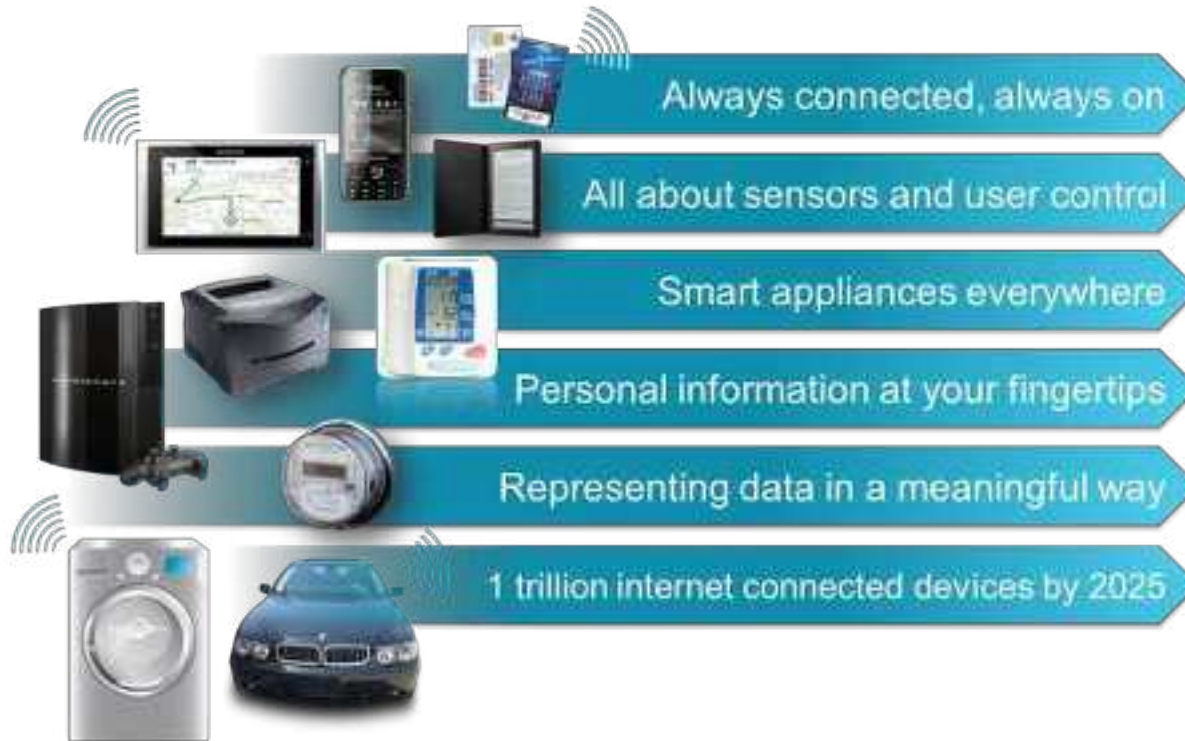 Always connected, always on
All about sensors and user control
Smart appliances everywhere
Personal information at your fingertips
Representing data in a meaningful way
1 trillion internet connected devices by 2025